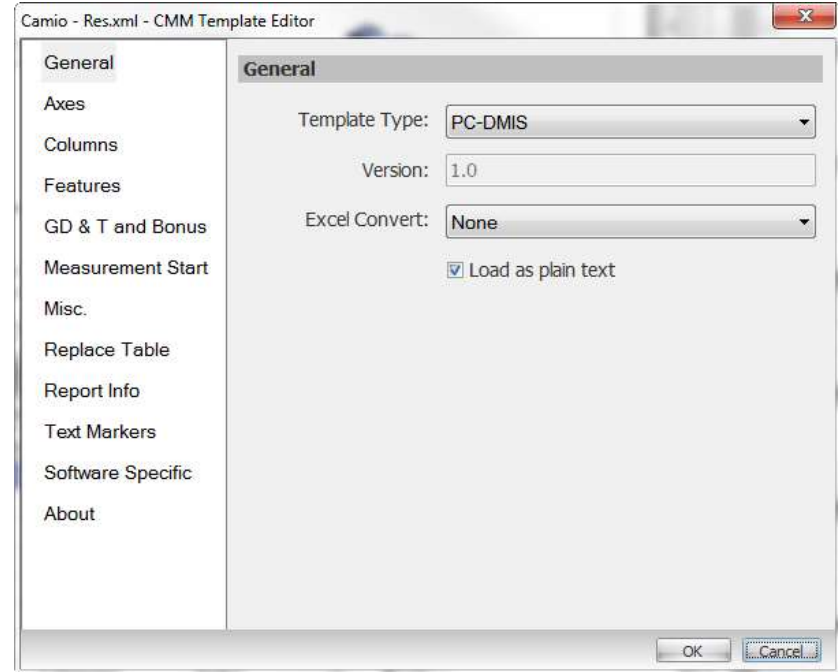 Camio - Res.xml - CMM Template Editor
General
Axes
Columns
Features
GD & T and Bonus
Measurement Start
Misc.
Replace Table
Report Info
Text Markers
Software Specific
About
General
Template Type: PC-DMIS
Version: 1.0
Excel Convert: None
Load as plain text
OK Cancel